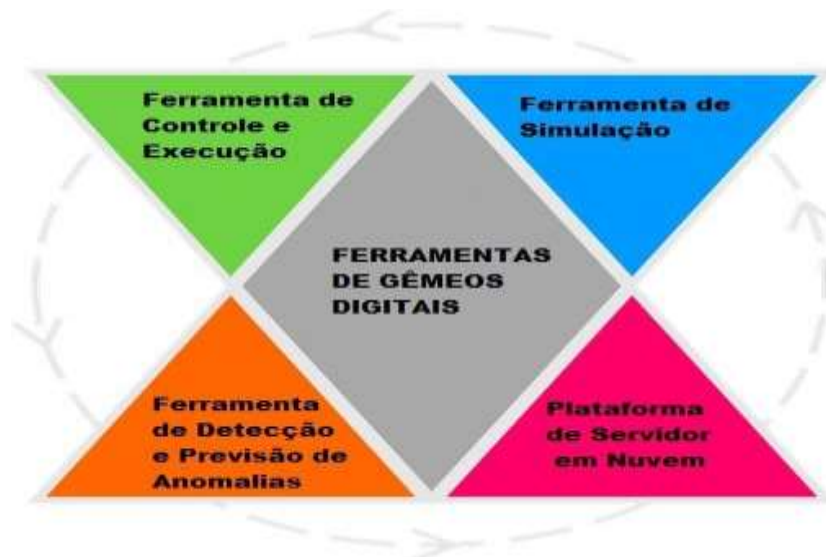 Ferramenta de
Controle e
Execução
Ferramenta de
Simulação
FERRAMENTAS
DE GÊMEOS
DIGITAIS
Ferramenta
de Detecção
e Previsão de
Anomalias
Plataforma
de Servidor
em Nuvem